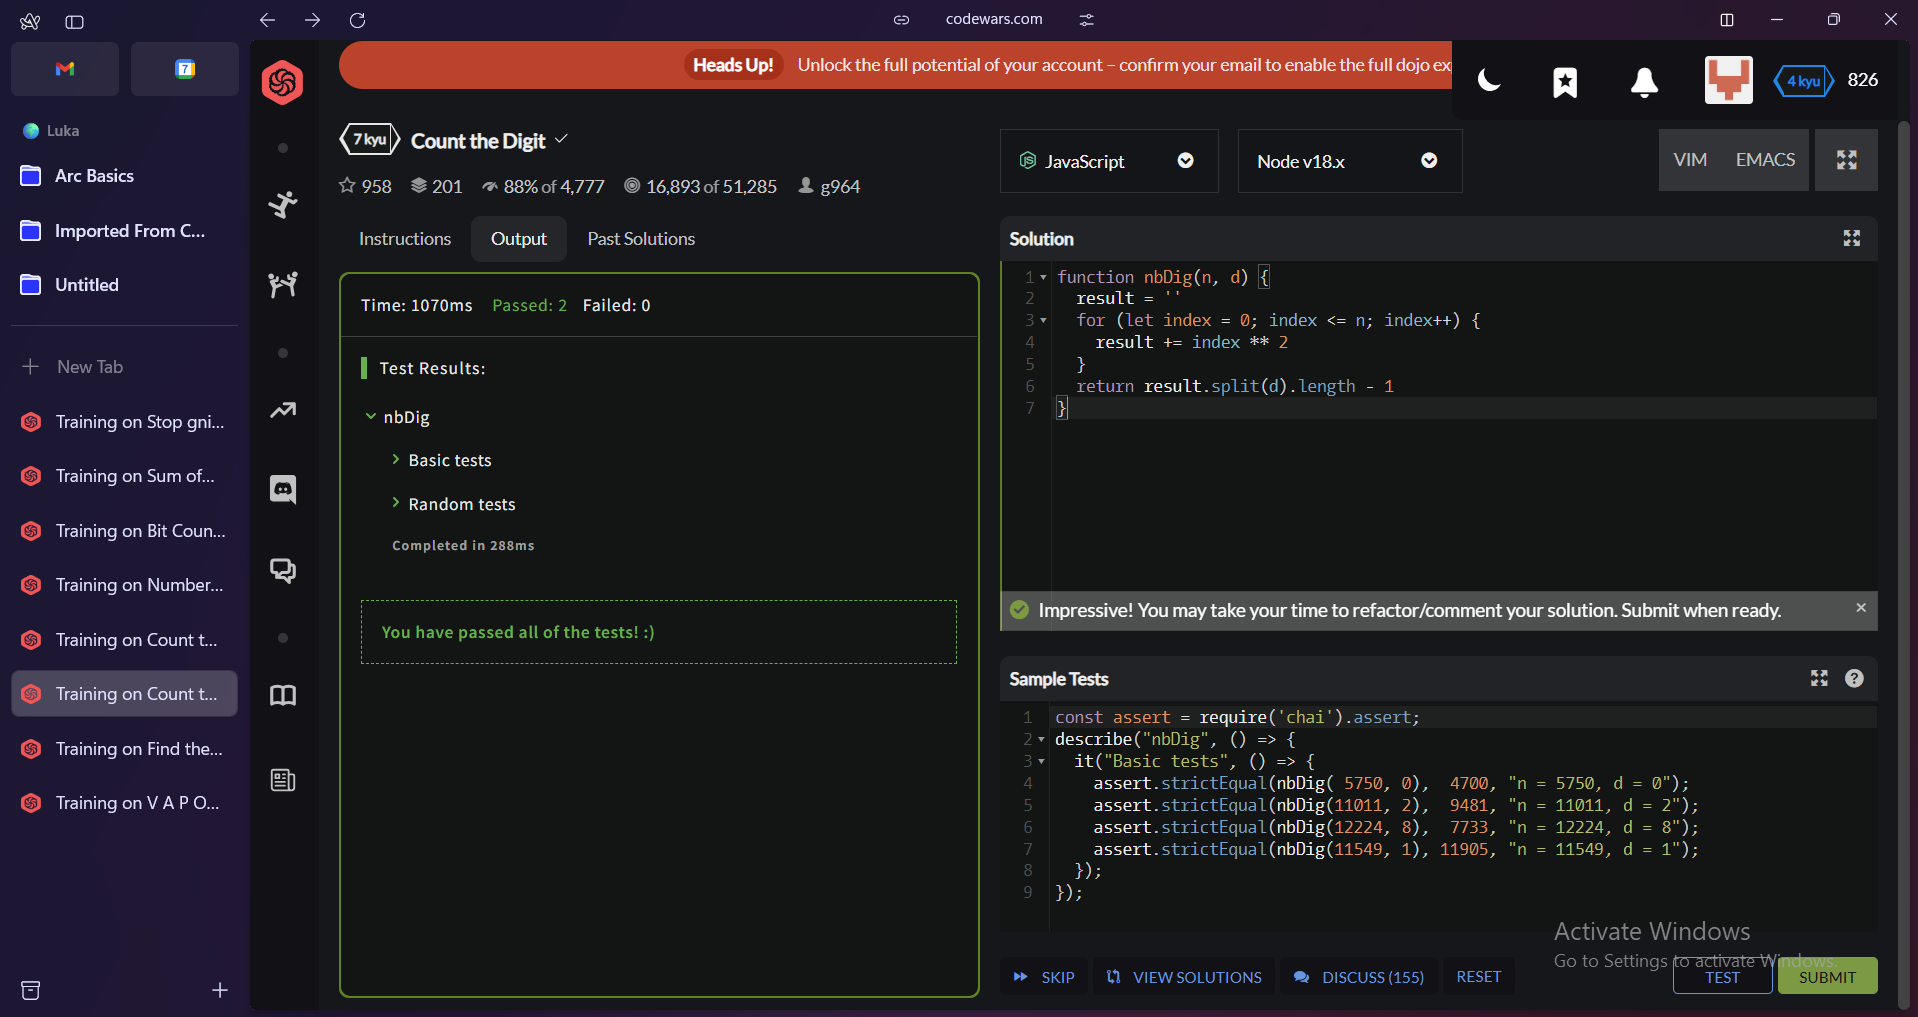 codewars.com
7
Luka
Arc Basics
Imported From C...
Untitled
New Tab
Training on Stop gni...
Training on Sum of...
Training on Bit Coun...
Training on Number...
Training on Count t...
Training on Count t...
Training on Find the...
Training on V A P O...
Heads Up! Unlock the full potential of your account – confirm your email to enable the full dojo ex
4 kyu 826
7 kyu Count the Digit
958 201 88% of 4,777 16,893 of 51,285 g964
Instructions Output Past Solutions
Time: 1070ms Passed: 2 Failed: 0
Test Results:
nbDig
Basic tests
Random tests
Completed in 288ms
You have passed all of the tests! :)
JS JavaScript Node v18.x VIM EMACS
Solution
1 function nbDig(n, d) {
2 result = ''
3 for (let index = 0; index <= n; index++) {
4 result += index ** 2
5 }
6 return result.split(d).length - 1
7 }
Impressive! You may take your time to refactor/comment your solution. Submit when ready.
Sample Tests
1 const assert = require('chai').assert;
2 describe("nbDig", () => {
3 it("Basic tests", () => {
4 assert.strictEqual(nbDig( 5750, 0), 4700, "n = 5750, d = 0");
5 assert.strictEqual(nbDig(11011, 2), 9481, "n = 11011, d = 2");
6 assert.strictEqual(nbDig(12224, 8), 7733, "n = 12224, d = 8");
7 assert.strictEqual(nbDig(11549, 1), 11905, "n = 11549, d = 1");
8 });
9 });
Activate Windows
Go to Settings to activate Windows.
SKIP VIEW SOLUTIONS DISCUSS (155) RESET TEST SUBMIT